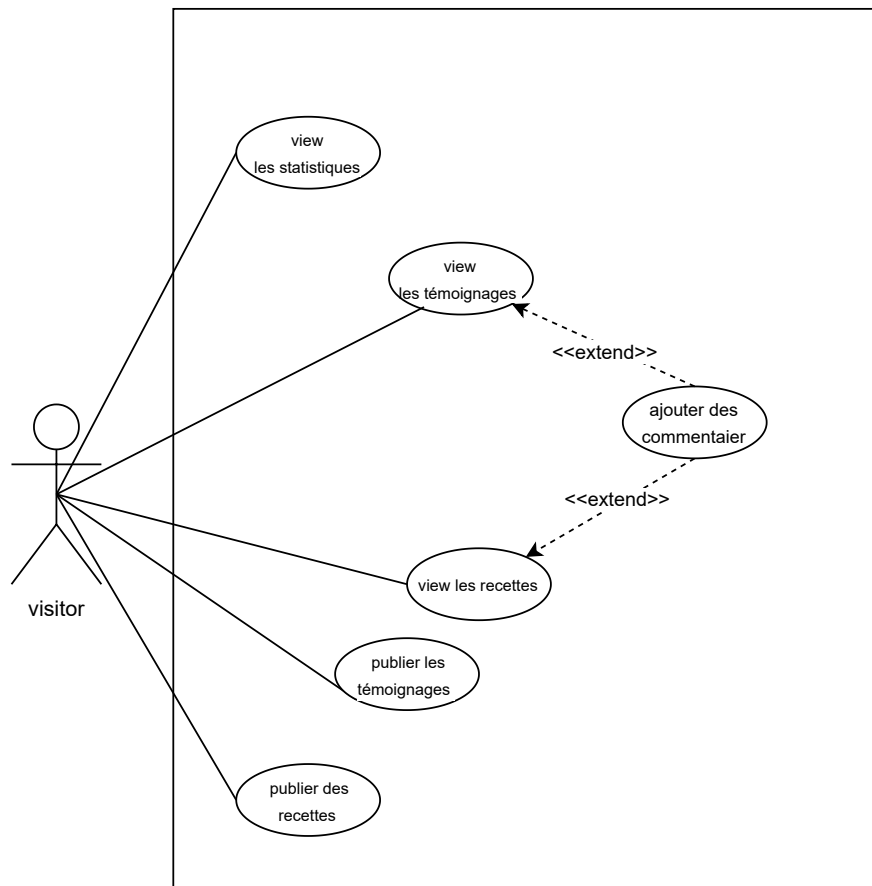 view
les statistiques
view
les témoignages
<<extend>>
ajouter des
commentaier
<<extend>>
view les recettes
visitor
publier les
témoignages
publier des
recettes